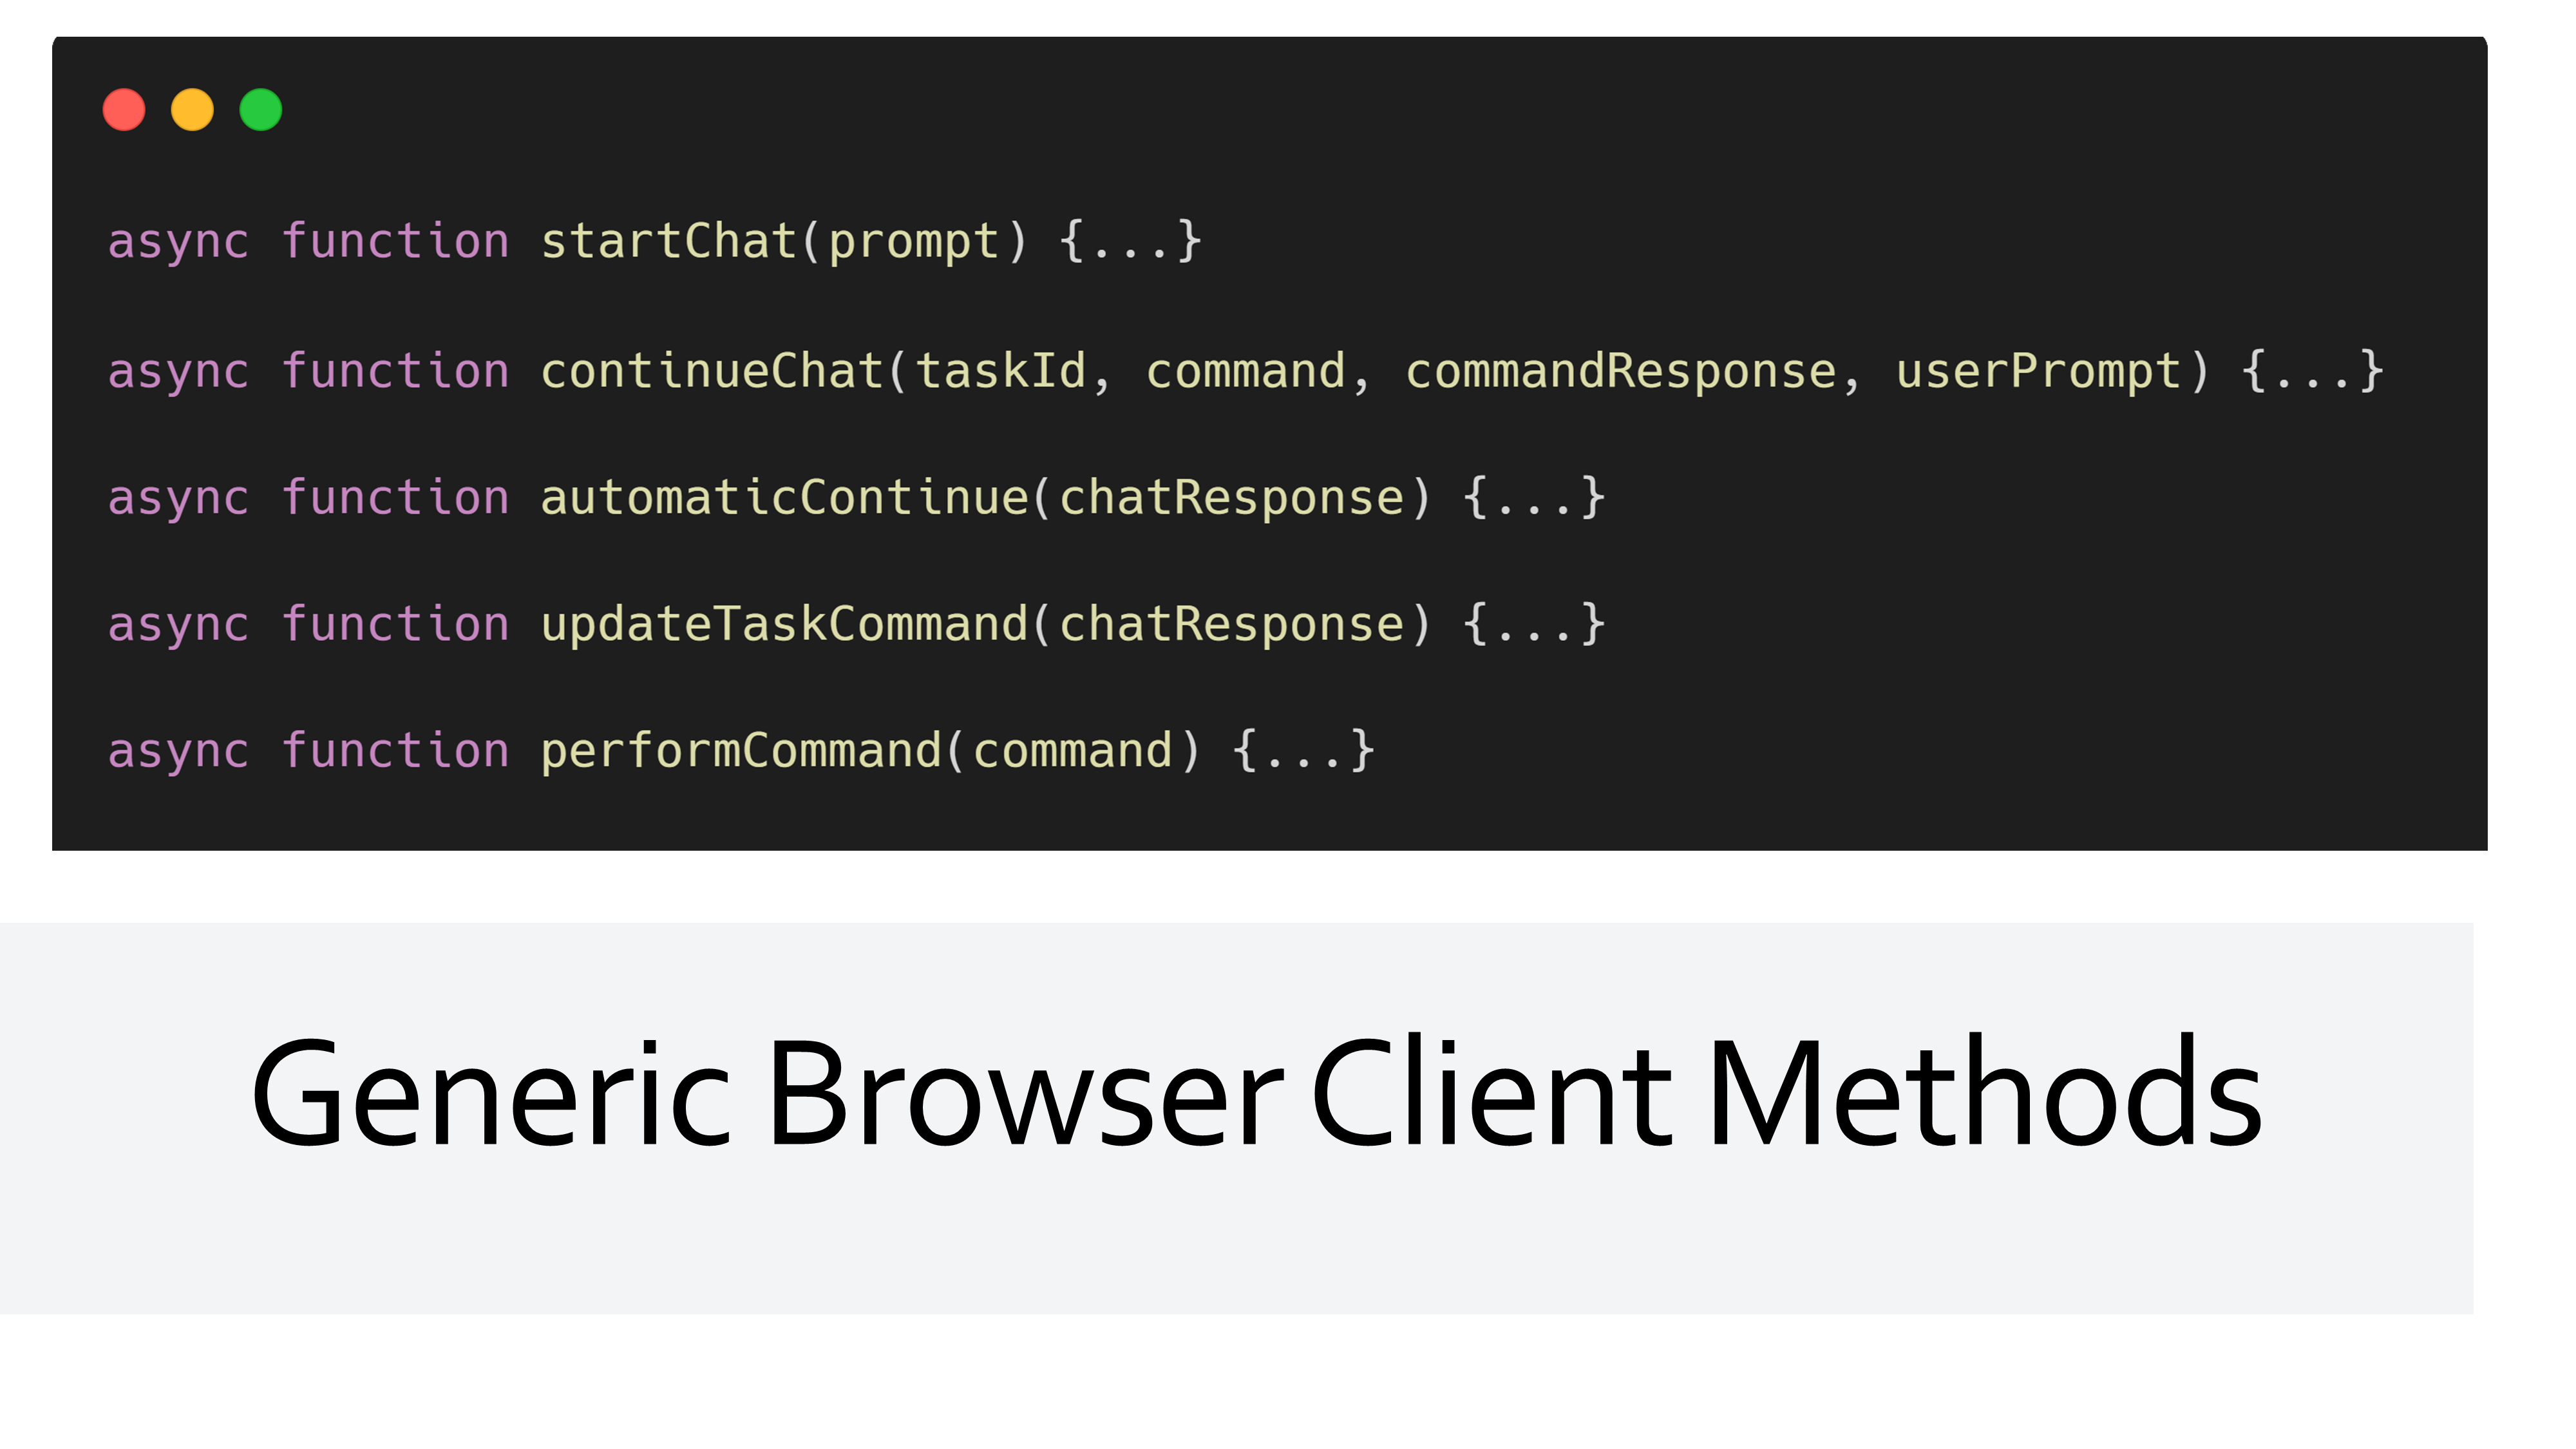 async function startChat(prompt) {...}
async function continueChat(taskId, command, commandResponse, userPrompt) {...}
async function automaticContinue(chatResponse) {...}
async function updateTaskCommand(chatResponse) {...}
async function performCommand(command) {...}
Generic Browser Client Methods